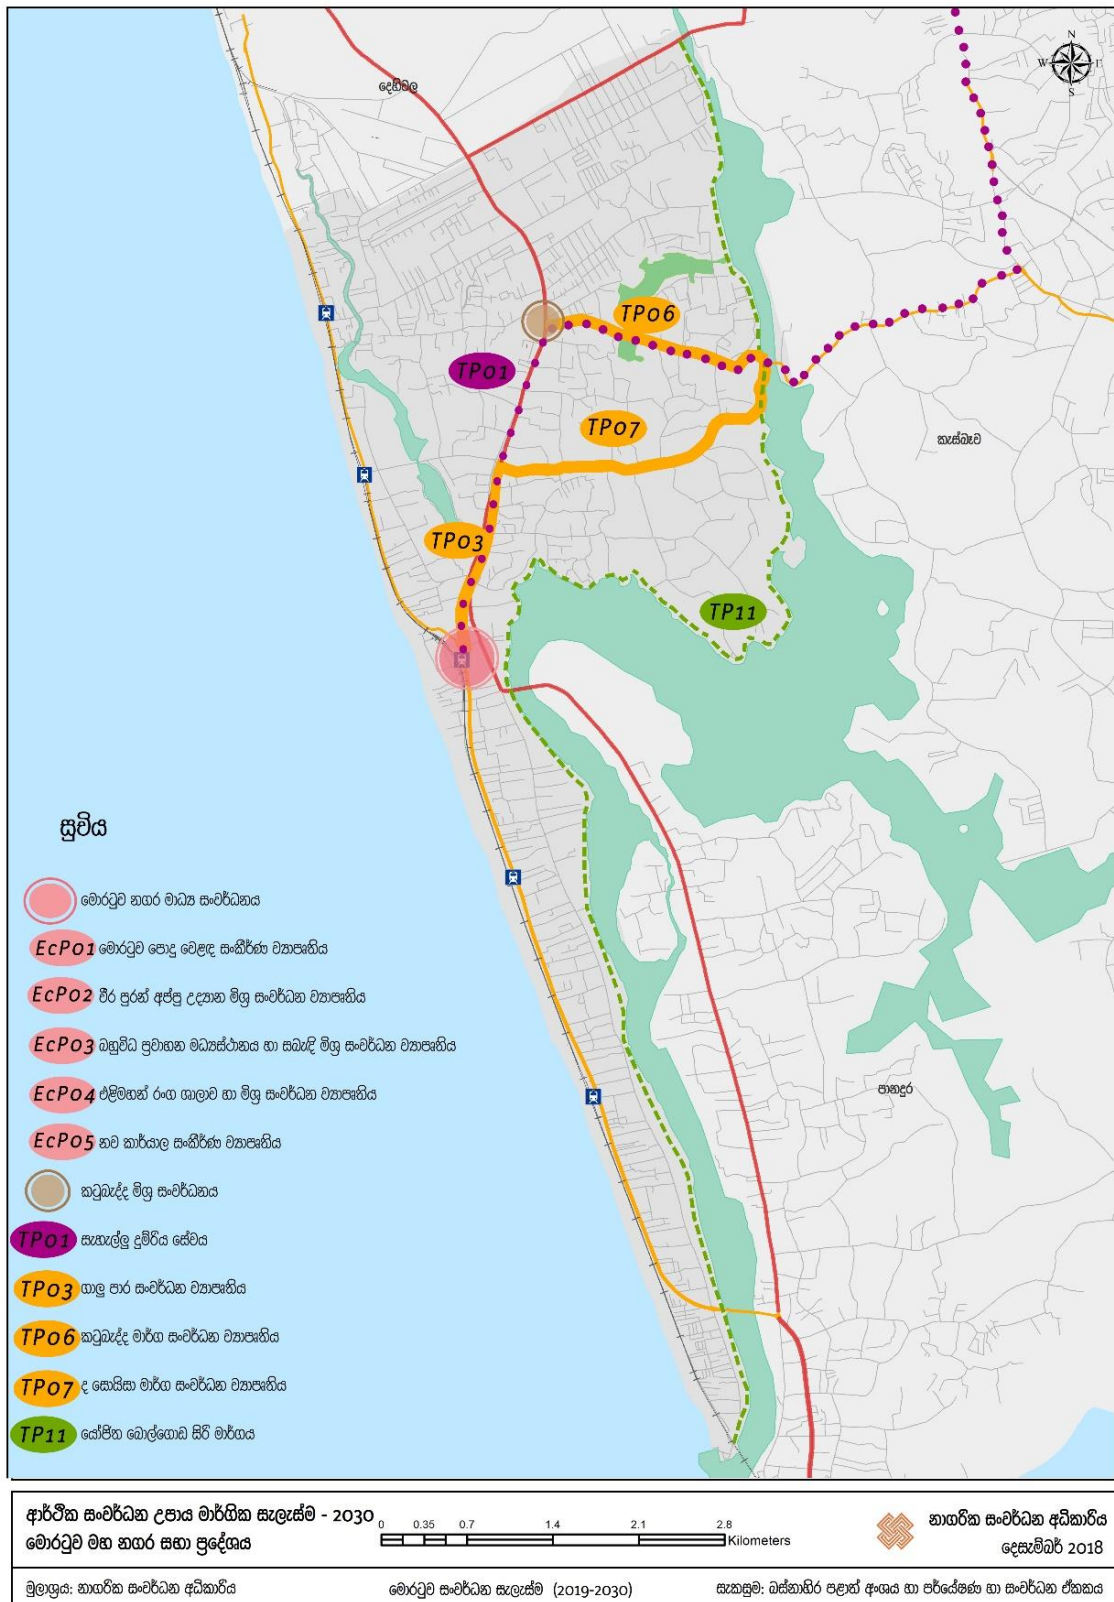 දෙහිවල
N
W
E
S
TP06
TP01
TP07
කැස්බෑව
TP03
TP11
පානදුර
සුචිය
මොරටුව නගර මාධ්‍ය සංවර්ධනය
EcP01 මොරටුව පොදු වෙළඳ සංකීර්ණ ව්‍යාපෘතිය
EcP02 වීර පුරන් අප්පු උද්‍යාන මිශ්‍ර සංවර්ධන ව්‍යාපෘතිය
EcP03 බහුවිධ ප්‍රවාහන මධ්‍යස්ථානය හා සබැඳි මිශ්‍ර සංවර්ධන ව්‍යාපෘතිය
EcP04 එළිමහන් රංග ශාලාව හා මිශ්‍ර සංවර්ධන ව්‍යාපෘතිය
EcP05 නව කාර්යාල සංකීර්ණ ව්‍යාපෘතිය
කටුබැද්ද මිශ්‍ර සංවර්ධනය
TP01 සැහැල්ලු දුම්රිය සේවය
TP03 ගාලු පාර සංවර්ධන ව්‍යාපෘතිය
TP06 කටුබැද්ද මාර්ග සංවර්ධන ව්‍යාපෘතිය
TP07 ද සොයිසා මාර්ග සංවර්ධන ව්‍යාපෘතිය
TP11 යෝජිත බොල්ගොඩ සිරි මාර්ගය
ආර්ථික සංවර්ධන උපාය මාර්ගික සැලැස්ම - 2030
මොරටුව මහ නගර සභා ප්‍රදේශය
0 0.35 0.7 1.4 2.1 2.8
Kilometers
නාගරික සංවර්ධන අධිකාරිය
දෙසැම්බර් 2018
මුලාශ්‍රය: නාගරික සංවර්ධන අධිකාරිය
මොරටුව සංවර්ධන සැලැස්ම (2019-2030)
සැකසුම: බස්නාහිර පළාත් අංශය හා පර්යේෂණ හා සංවර්ධන ඒකකය